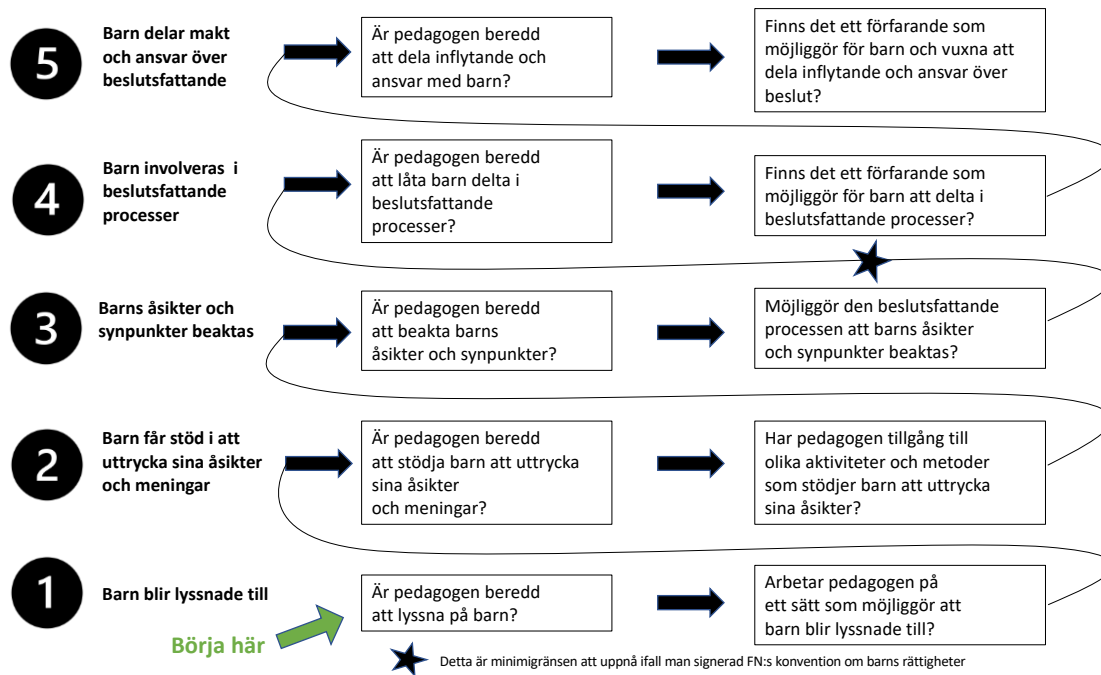 5
Barn delar makt
och ansvar över
beslutsfattande
Är pedagogen beredd
att dela inflytande och
ansvar med barn?
Finns det ett förfarande som
möjliggör för barn och vuxna att
dela inflytande och ansvar över
beslut?
4
Barn involveras i
beslutsfattande
processer
Är pedagogen beredd
att låta barn delta i
beslutsfattande
processer?
Finns det ett förfarande som
möjliggör för barn att delta i
beslutsfattande processer?
3
Barns åsikter och
synpunkter beaktas
Är pedagogen beredd
att beakta barns
åsikter och synpunkter?
Möjliggör den beslutsfattande
processen att barns åsikter
och synpunkter beaktas?
2
Barn får stöd i att
uttrycka sina åsikter
och meningar
Är pedagogen beredd
att stödja barn att uttrycka
sina åsikter
och meningar?
Har pedagogen tillgång till
olika aktiviteter och metoder
som stödjer barn att uttrycka
sina åsikter?
1
Barn blir lyssnade till
Är pedagogen beredd
att lyssna på barn?
Arbetar pedagogen på
ett sätt som möjliggör att
barn blir lyssnade till?
Börja här
Detta är minimigränsen att uppnå ifall man signerad FN:s konvention om barns rättigheter